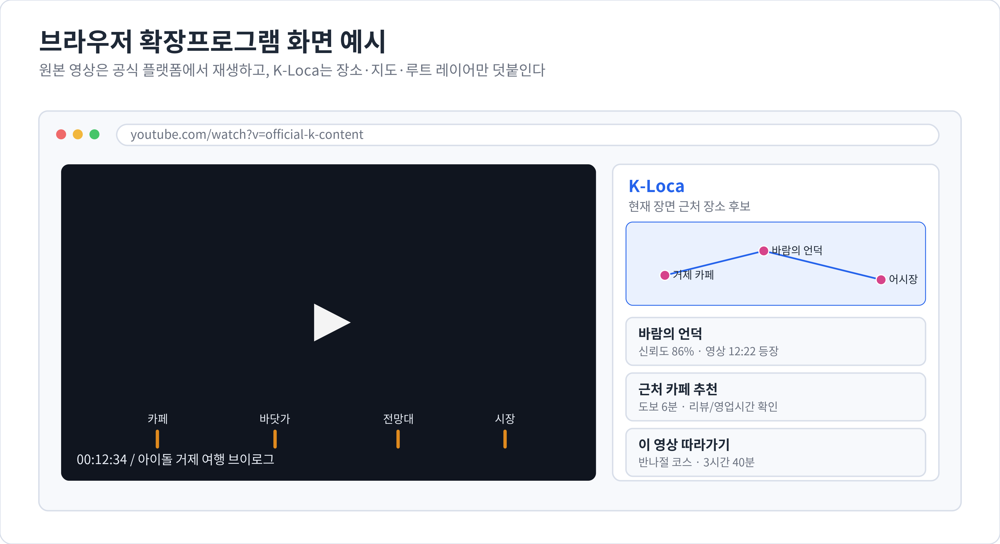 브라우저 확장프로그램 화면 예시
원본 영상은 공식 플랫폼에서 재생하고, K-Loca는 장소·지도·루트 레이어만 덧붙인다
youtube.com/watch?v=official-k-content
카페
바닷가
전망대
시장
00:12:34 / 아이돌 거제 여행 브이로그
K-Loca
현재 장면 근처 장소 후보
바람의 언덕
거제 카페
어시장
바람의 언덕
신뢰도 86% · 영상 12:22 등장
근처 카페 추천
도보 6분 · 리뷰/영업시간 확인
이 영상 따라가기
반나절 코스 · 3시간 40분